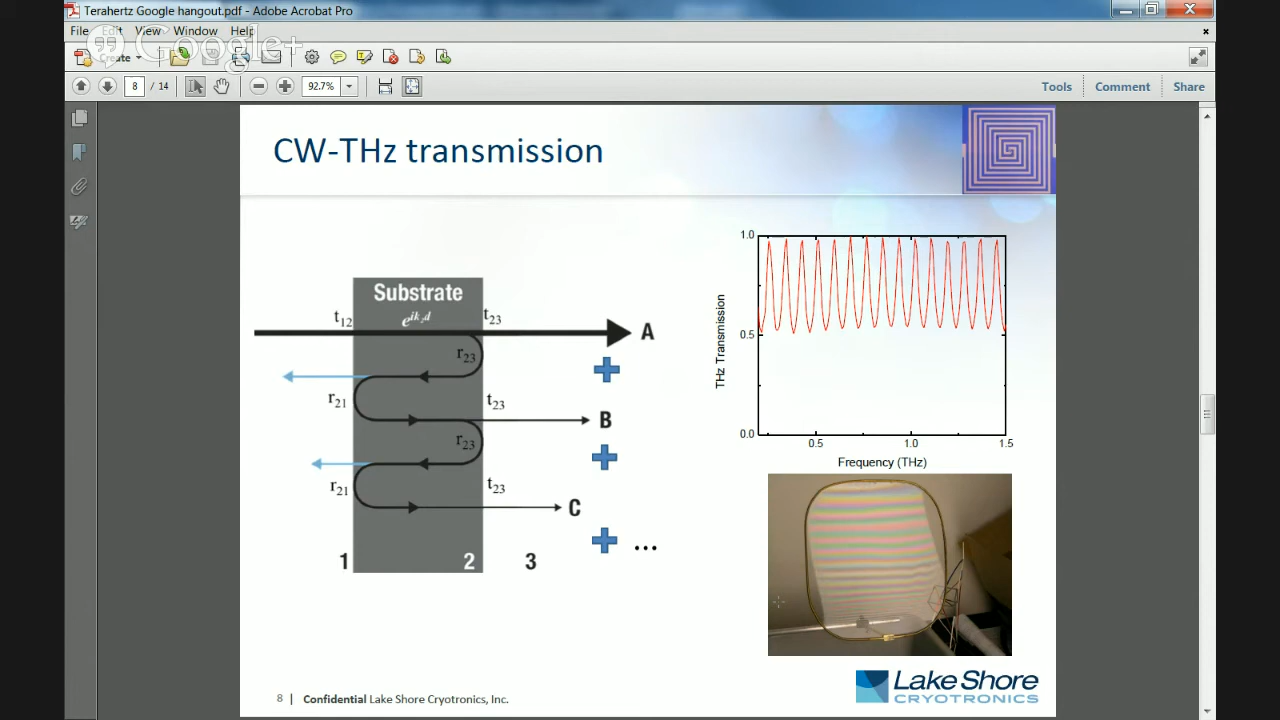 Terahertz Google hangout.pdf - Adobe Acrobat Pro
File Edit View Window Help
Google+
Create
8 / 14
92.7%
Tools Comment Share
CW-THz transmission
Substrate
e^{ik_2d}
t12
t23
A
r23
r21
t23
B
r23
r21
t23
C
...
1 2 3
1.0
0.5
0.0
THz Transmission
0.5 1.0 1.5
Frequency (THz)
8 | Confidential Lake Shore Cryotronics, Inc.
Lake Shore
CRYOTRONICS